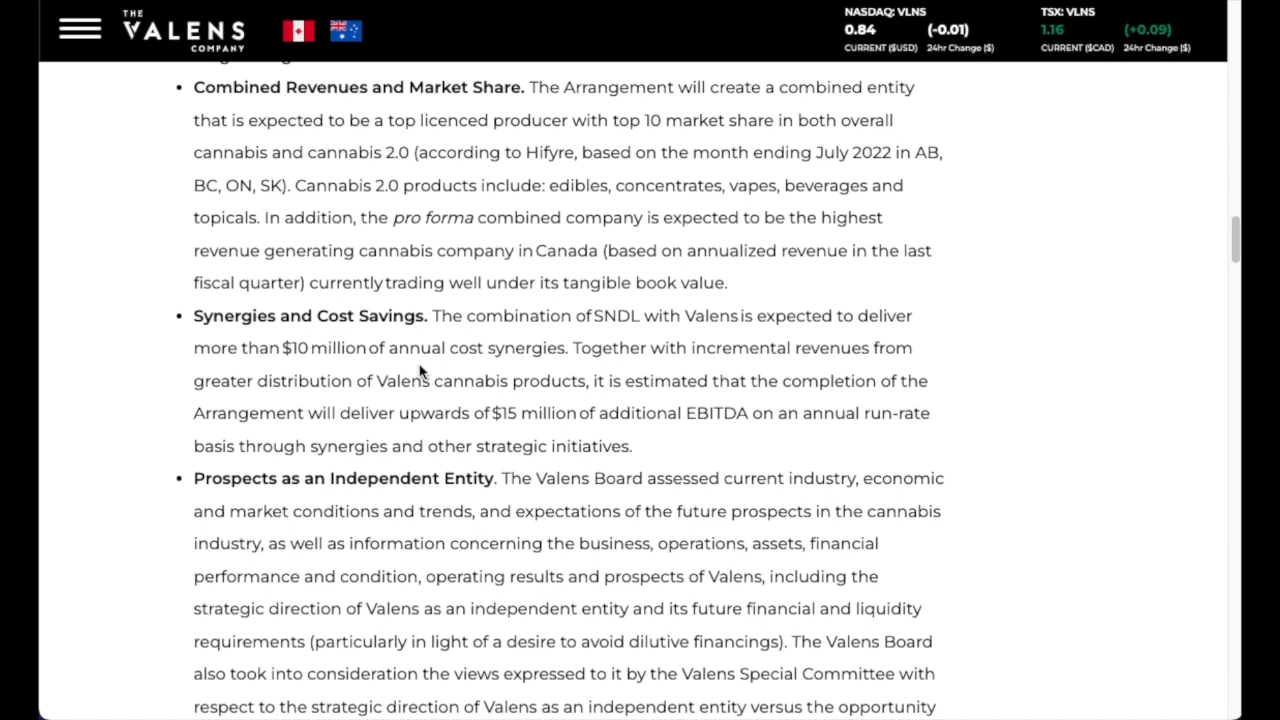 THE
VALENS
COMPANY
NASDAQ: VLNS
0.84 (-0.01)
CURRENT ($USD) 24hr Change ($)
TSX: VLNS
1.16 (+0.09)
CURRENT ($CAD) 24hr Change ($)
• Combined Revenues and Market Share. The Arrangement will create a combined entity
that is expected to be a top licenced producer with top 10 market share in both overall
cannabis and cannabis 2.0 (according to Hifyre, based on the month ending July 2022 in AB,
BC, ON, SK). Cannabis 2.0 products include: edibles, concentrates, vapes, beverages and
topicals. In addition, the pro forma combined company is expected to be the highest
revenue generating cannabis company in Canada (based on annualized revenue in the last
fiscal quarter) currently trading well under its tangible book value.
• Synergies and Cost Savings. The combination of SNDL with Valens is expected to deliver
more than $10 million of annual cost synergies. Together with incremental revenues from
greater distribution of Valens cannabis products, it is estimated that the completion of the
Arrangement will deliver upwards of $15 million of additional EBITDA on an annual run-rate
basis through synergies and other strategic initiatives.
• Prospects as an Independent Entity. The Valens Board assessed current industry, economic
and market conditions and trends, and expectations of the future prospects in the cannabis
industry, as well as information concerning the business, operations, assets, financial
performance and condition, operating results and prospects of Valens, including the
strategic direction of Valens as an independent entity and its future financial and liquidity
requirements (particularly in light of a desire to avoid dilutive financings). The Valens Board
also took into consideration the views expressed to it by the Valens Special Committee with
respect to the strategic direction of Valens as an independent entity versus the opportunity